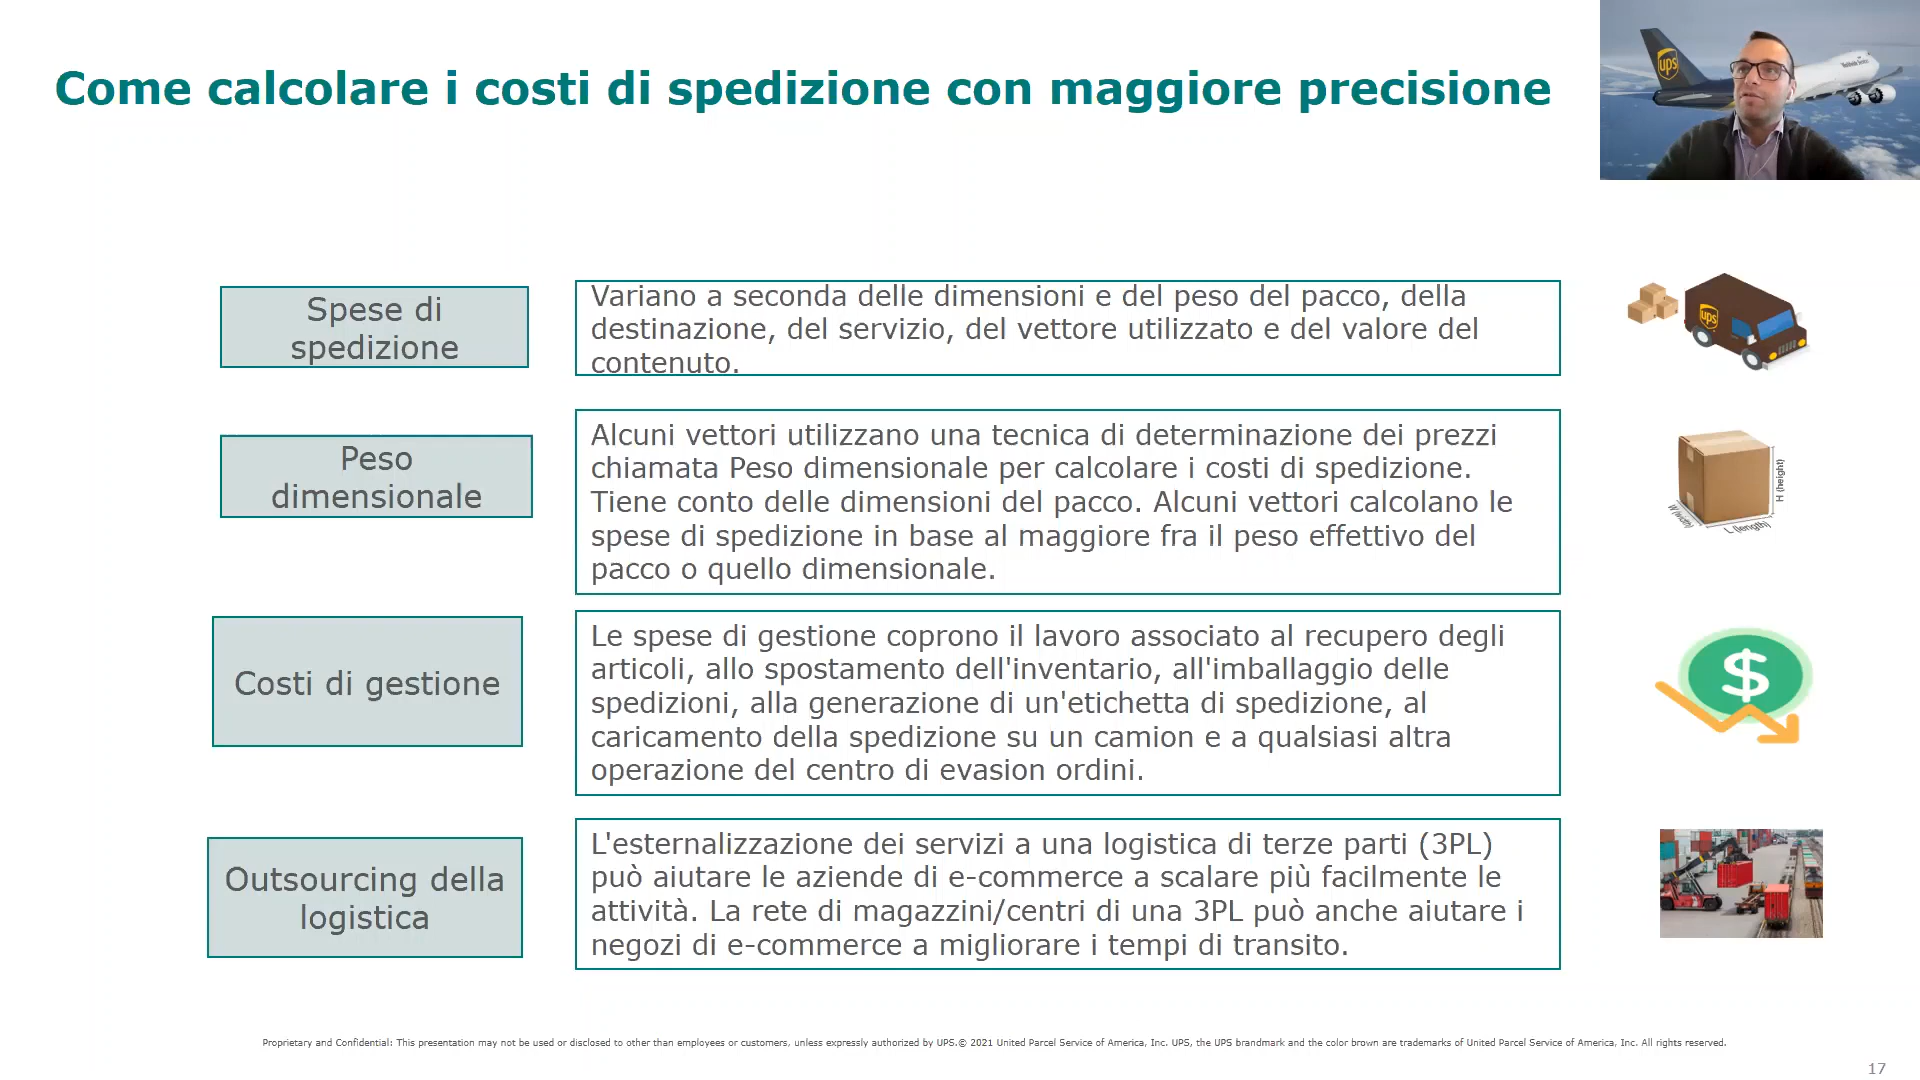 Come calcolare i costi di spedizione con maggiore precisione
ups
Spese di
spedizione
Variano a seconda delle dimensioni e del peso del pacco, della
destinazione, del servizio, del vettore utilizzato e del valore del
contenuto.
ups
Peso
dimensionale
Alcuni vettori utilizzano una tecnica di determinazione dei prezzi
chiamata Peso dimensionale per calcolare i costi di spedizione.
Tiene conto delle dimensioni del pacco. Alcuni vettori calcolano le
spese di spedizione in base al maggiore fra il peso effettivo del
pacco o quello dimensionale.
H (height)
W (width)
L (length)
Costi di gestione
Le spese di gestione coprono il lavoro associato al recupero degli
articoli, allo spostamento dell'inventario, all'imballaggio delle
spedizioni, alla generazione di un'etichetta di spedizione, al
caricamento della spedizione su un camion e a qualsiasi altra
operazione del centro di evasion ordini.
$
Outsourcing della
logistica
L'esternalizzazione dei servizi a una logistica di terze parti (3PL)
può aiutare le aziende di e-commerce a scalare più facilmente le
attività. La rete di magazzini/centri di una 3PL può anche aiutare i
negozi di e-commerce a migliorare i tempi di transito.
Proprietary and Confidential: This presentation may not be used or disclosed to other than employees or customers, unless expressly authorized by UPS.© 2021 United Parcel Service of America, Inc. UPS, the UPS brandmark and the color brown are trademarks of United Parcel Service of America, Inc. All rights reserved.
17